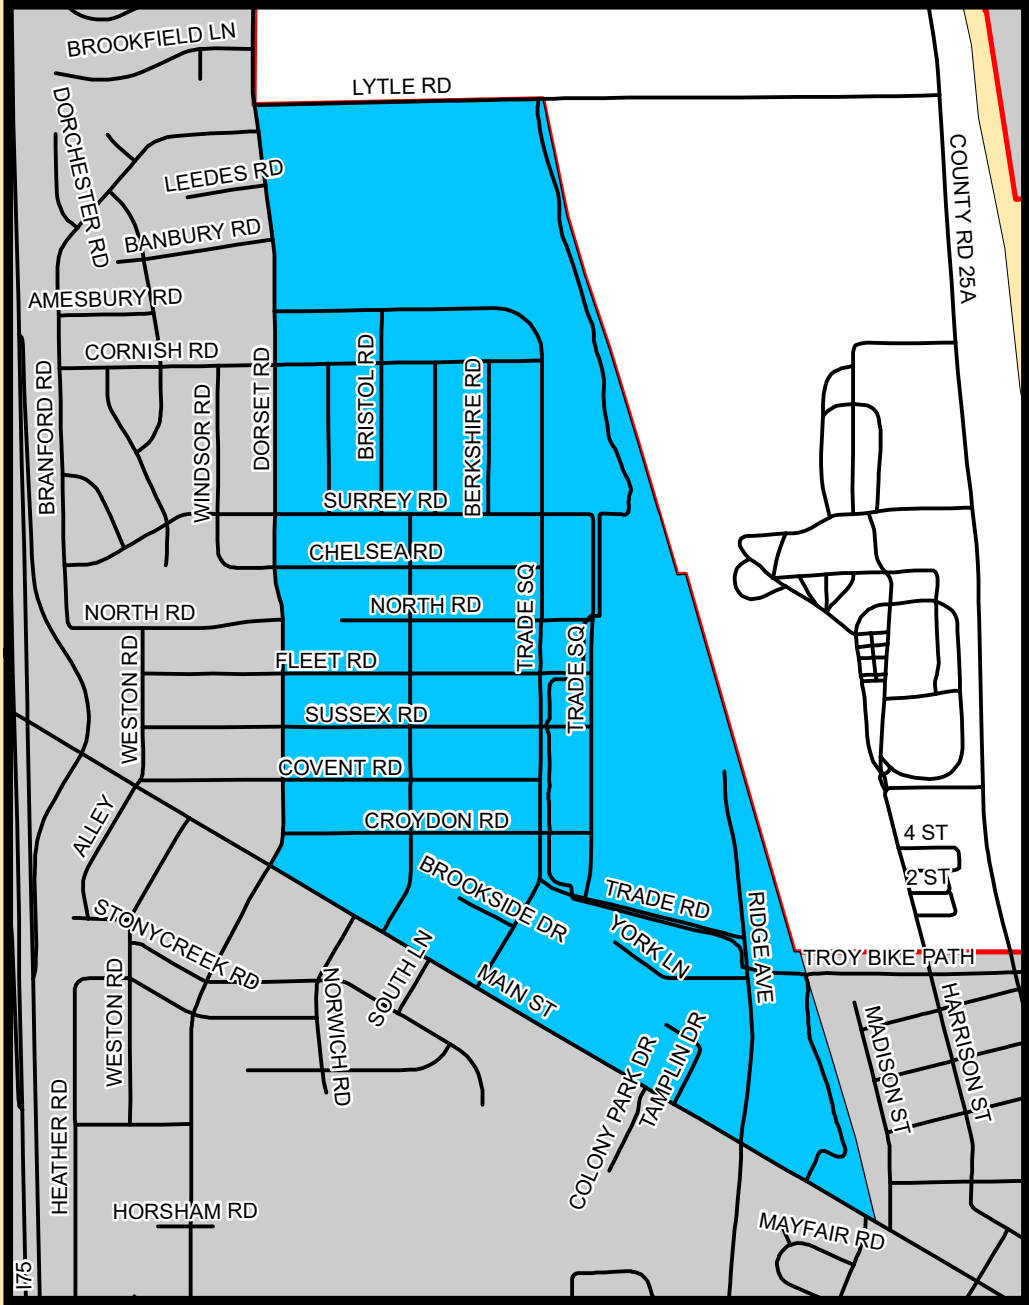 BROOKFIELD LN
LYTLE RD
DORCHESTER RD
LEEDES RD
COUNTY RD 25A
BANBURY RD
AMESBURY RD
CORNISH RD
BRANFORD RD
WINDSOR RD
DORSET RD
BRISTOL RD
BERKSHIRE RD
SURREY RD
CHELSEA RD
NORTH RD
NORTH RD
TRADE SQ
TRADE SQ
WESTON RD
FLEET RD
SUSSEX RD
COVENT RD
CROYDON RD
ALLEY
4 ST
2 ST
BROOKSIDE DR
TRADE RD
RIDGE AVE
STONYCREEK RD
YORK LN
TROY BIKE PATH
SOUTH LN
MAIN ST
WESTON RD
NORWICH RD
MADISON ST
HARRISON ST
HEATHER RD
COLONY PARK DR
TAMPLIN DR
HORSHAM RD
MAYFAIR RD
I75